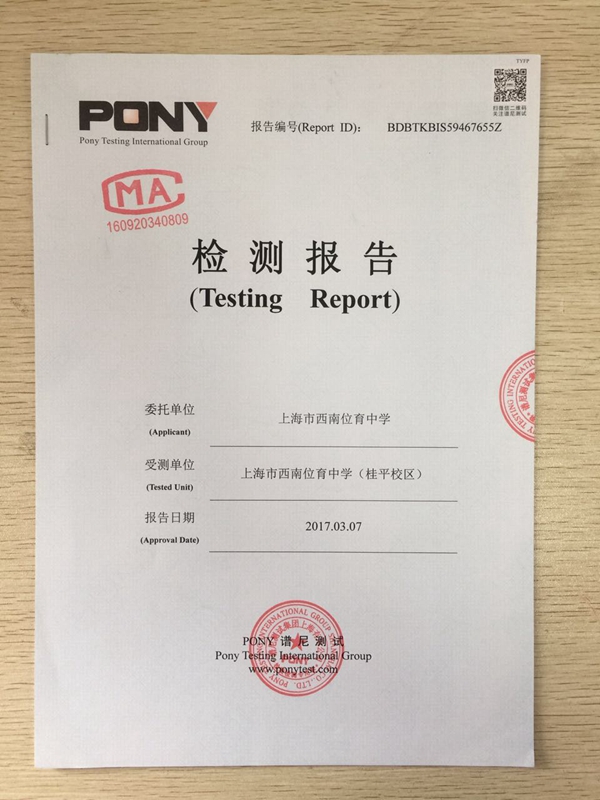 TYFP
扫描微信二维码
关注谱尼测试
PONY
Pony Testing International Group
报告编号(Report ID)： BDBTKBIS59467655Z
MA
160920340809
检 测 报 告
(Testing Report)
委托单位
(Applicant)
上海市西南位育中学
受测单位
(Tested Unit)
上海市西南位育中学（桂平校区）
报告日期
(Approval Date)
2017.03.07
PONY 谱尼测试
Pony Testing International Group
www.ponytest.com
PONY